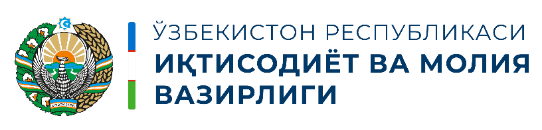 ЎЗБЕКИСТОН РЕСПУБЛИКАСИ
ИҚТИСОДИЁТ ВА МОЛИЯ
ВАЗИРЛИГИ